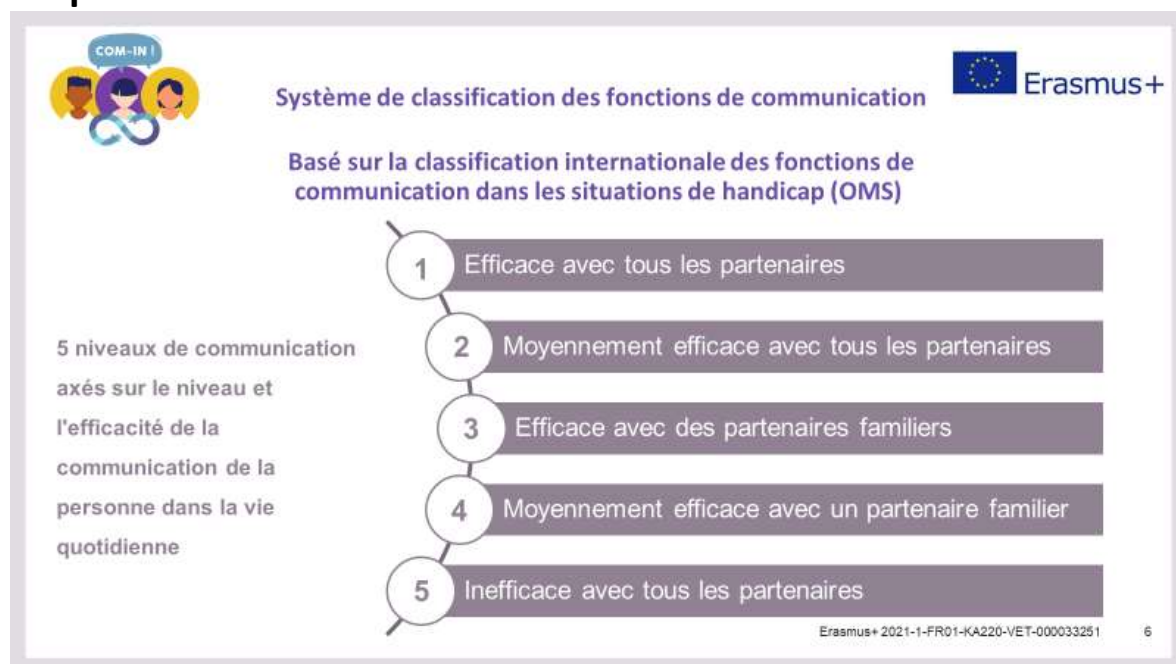 COM-IN !
Erasmus+
Système de classification des fonctions de communication
Basé sur la classification internationale des fonctions de
communication dans les situations de handicap (OMS)
5 niveaux de communication
axés sur le niveau et
l'efficacité de la
communication de la
personne dans la vie
quotidienne
1 Efficace avec tous les partenaires
2 Moyennement efficace avec tous les partenaires
3 Efficace avec des partenaires familiers
4 Moyennement efficace avec un partenaire familier
5 Inefficace avec tous les partenaires
Erasmus+ 2021-1-FR01-KA220-VET-000033251 6